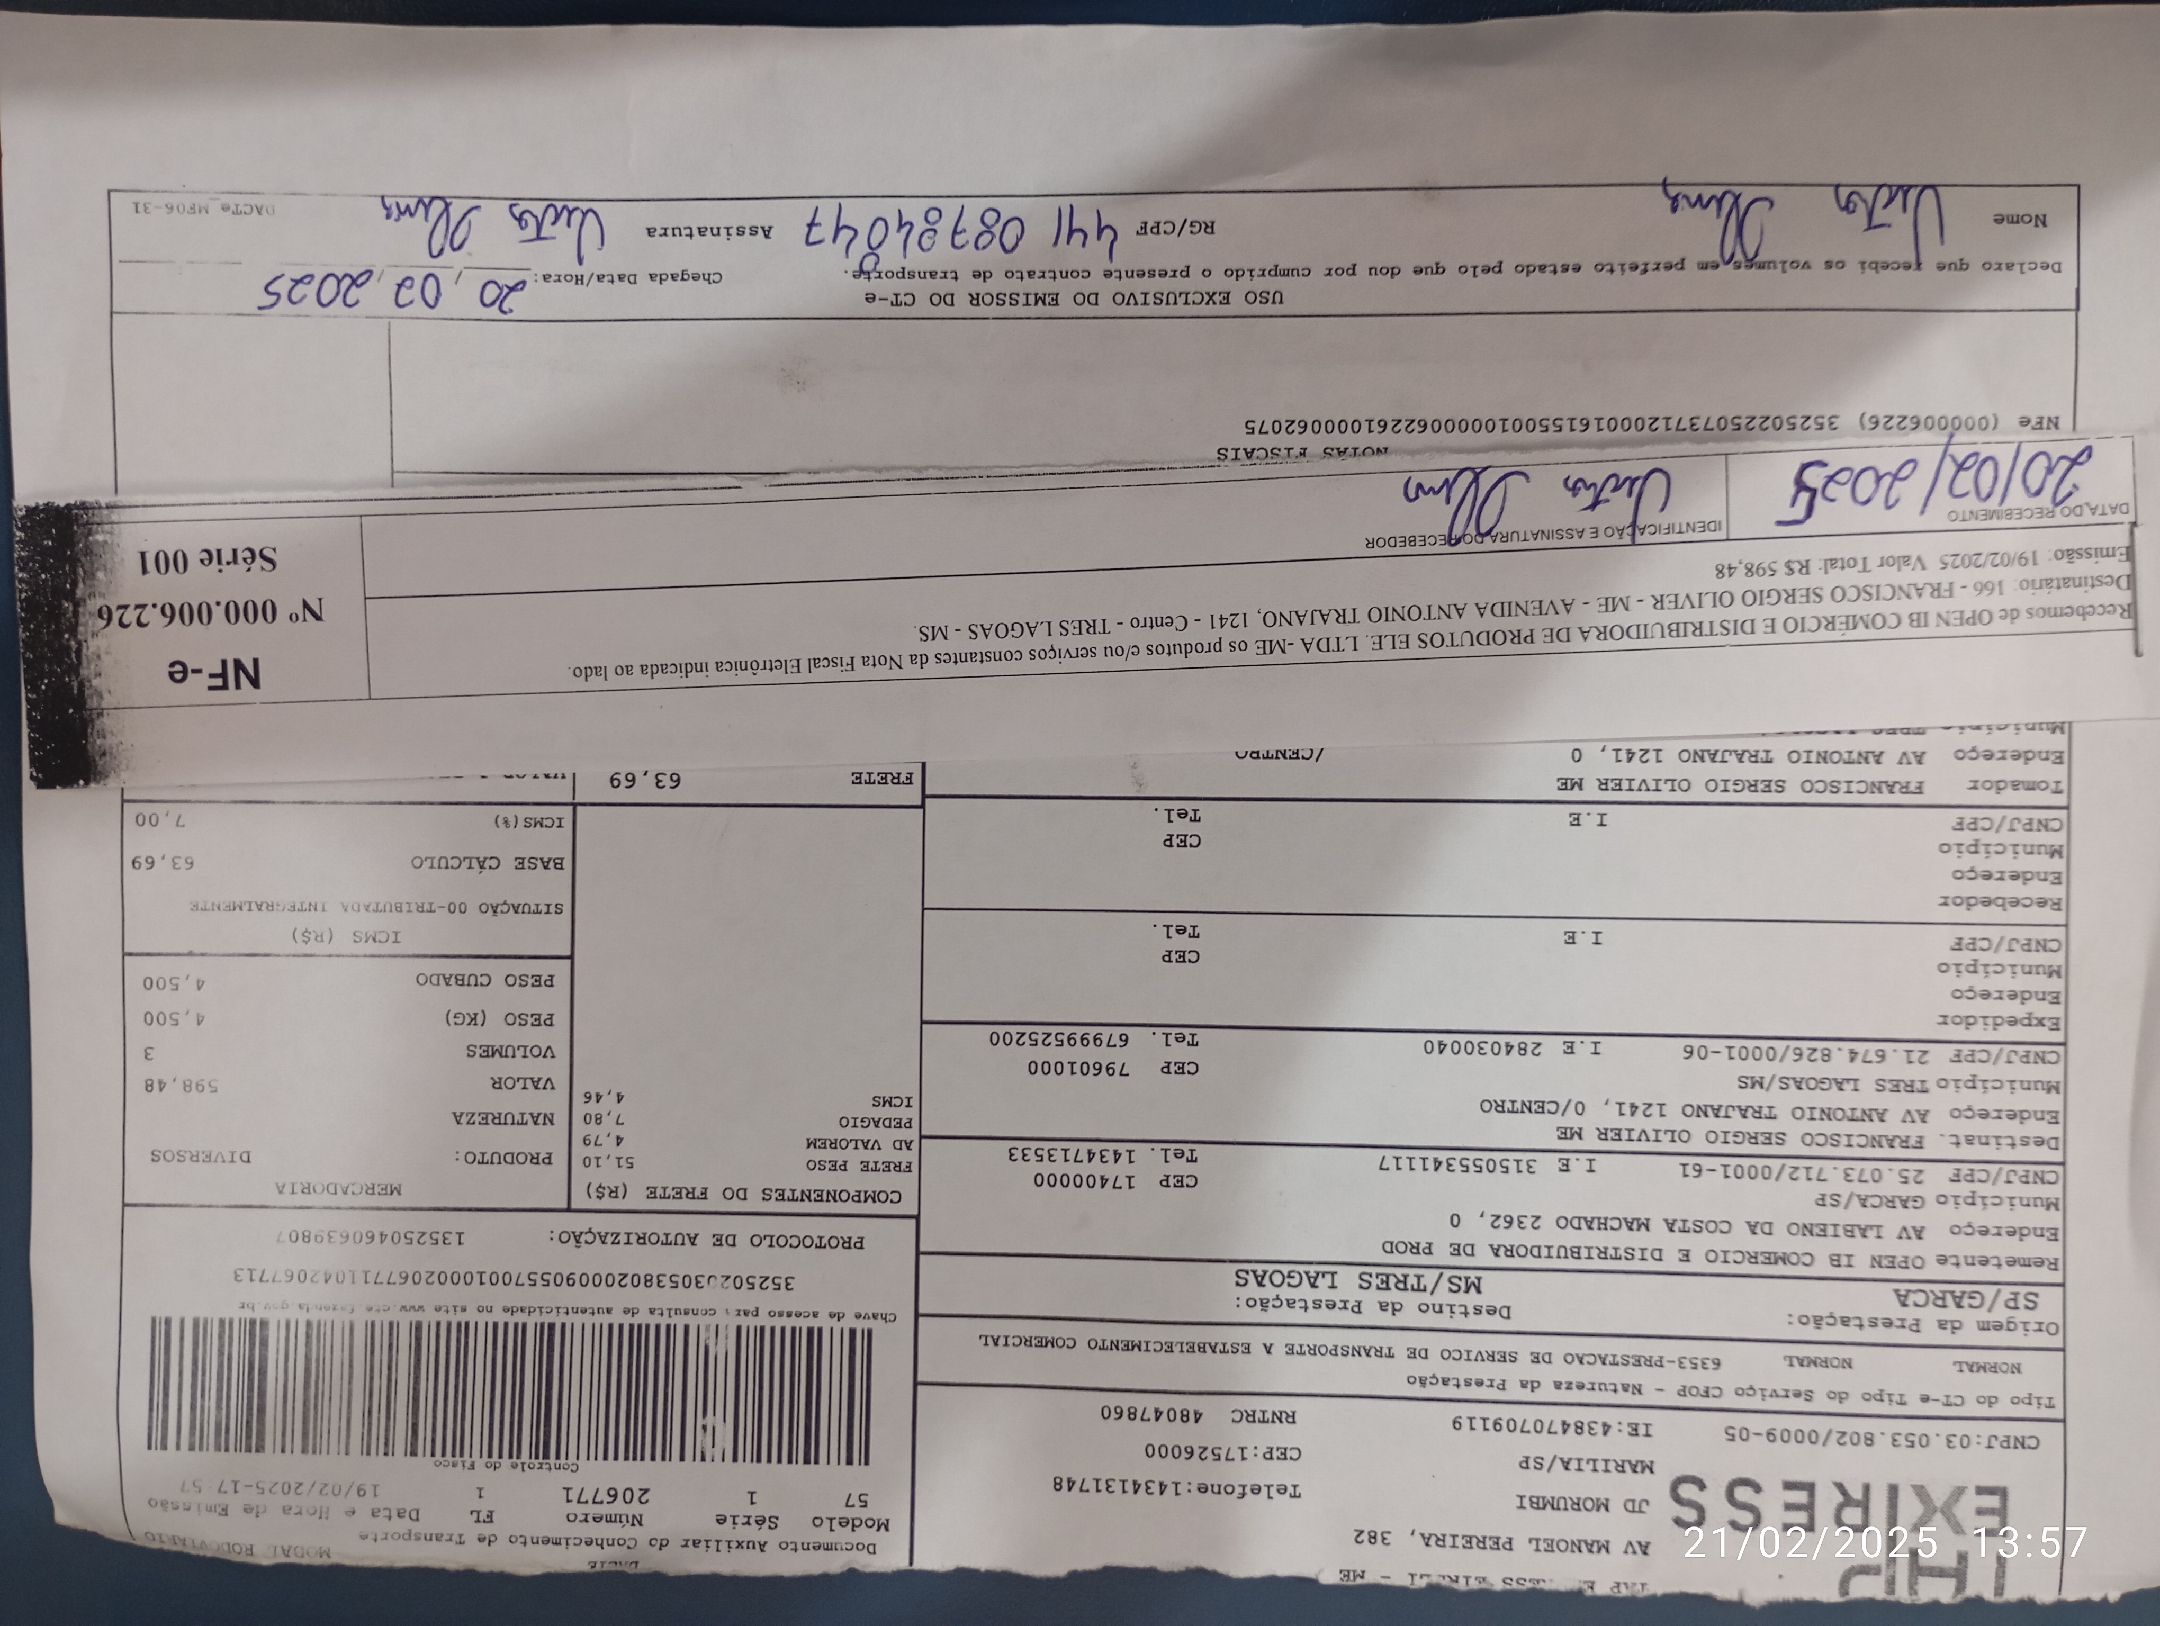 EIRELI - ME
AV MANOEL PEREIRA, 382
JD MORUMBI
MARILIA/SP
Telefone:1434131748
CEP:17526000
CNPJ:03.053.802/0009-05 IE:438470709119 RNTRC 48047860
MODAL RODOVIARIO
Documento Auxiliar do Conhecimento de Transporte
Modelo Série Número FL Data e Hora de Emissão
57 1 206771 1 19/02/2025-17:57
Controle do Fisco
Chave de acesso para consulta de autenticidade no site www.cte.fazenda.gov.br
PROTOCOLO DE AUTORIZAÇÃO: 135250460639807
Tipo do CT-e Tipo do Serviço CFOP - Natureza da Prestação
NORMAL NORMAL 6353-PRESTACAO DE SERVICO DE TRANSPORTE A ESTABELECIMENTO COMERCIAL
Origem da Prestação: Destino da Prestação:
SP/GARCA MS/TRES LAGOAS
Remetente OPEN IB COMERCIO E DISTRIBUIDORA DE PROD
Endereço AV LABIENO DA COSTA MACHADO 2362, 0
Município GARCA/SP CEP 17400000
CNPJ/CPF 25.073.712/0001-61 I.E 315055341117 Tel. 1434713533
Destinat. FRANCISCO SERGIO OLIVIER ME
Endereço AV ANTONIO TRAJANO 1241, 0/CENTRO
Município TRES LAGOAS/MS CEP 79601000
CNPJ/CPF 21.674.826/0001-06 I.E 284030040 Tel. 67999525200
Expedidor
Endereço
Município CEP
CNPJ/CPF I.E Tel.
Recebedor
Endereço
Município CEP
CNPJ/CPF I.E Tel.
Tomador FRANCISCO SERGIO OLIVIER ME
Endereço AV ANTONIO TRAJANO 1241, 0 /CENTRO
Município
COMPONENTES DO FRETE (R$)
FRETE PESO 51,10
AD VALOREM 4,79
PEDAGIO 7,80
ICMS 4,46
FRETE 63,69
MERCADORIA
PRODUTO: DIVERSOS
NATUREZA
VALOR 598,48
VOLUMES 3
PESO (KG) 4,500
PESO CUBADO 4,500
ICMS (R$)
SITUAÇÃO 00-TRIBUTADA INTEGRALMENTE
BASE CÁLCULO 63,69
ICMS(%) 7,00
Recebemos de OPEN IB COMÉRCIO E DISTRIBUIDORA DE PRODUTOS ELE. LTDA -ME os produtos e/ou serviços constantes da Nota Fiscal Eletrônica indicada ao lado.
Destinatário: 166 - FRANCISCO SERGIO OLIVER - ME - AVENIDA ANTONIO TRAJANO, 1241 - Centro - TRES LAGOAS - MS.
Emissão: 19/02/2025 Valor Total: R$ 598,48
DATA DO RECEBIMENTO IDENTIFICAÇÃO E ASSINATURA DO RECEBEDOR
20/02/2025 Victor
NF-e
Nº 000.006.226
Série 001
NOTAS FISCAIS
NFe (000006226) 35250225073712000161550010000062261000062075
USO EXCLUSIVO DO EMISSOR DO CT-e
Declaro que recebi os volumes em perfeito estado pelo que dou por cumprido o presente contrato de transporte. Chegada Data/Hora: 20,02,2025
Nome Victor RG/CPF Assinatura Victor
DACTe_MF06-31
21/02/2025 13:57